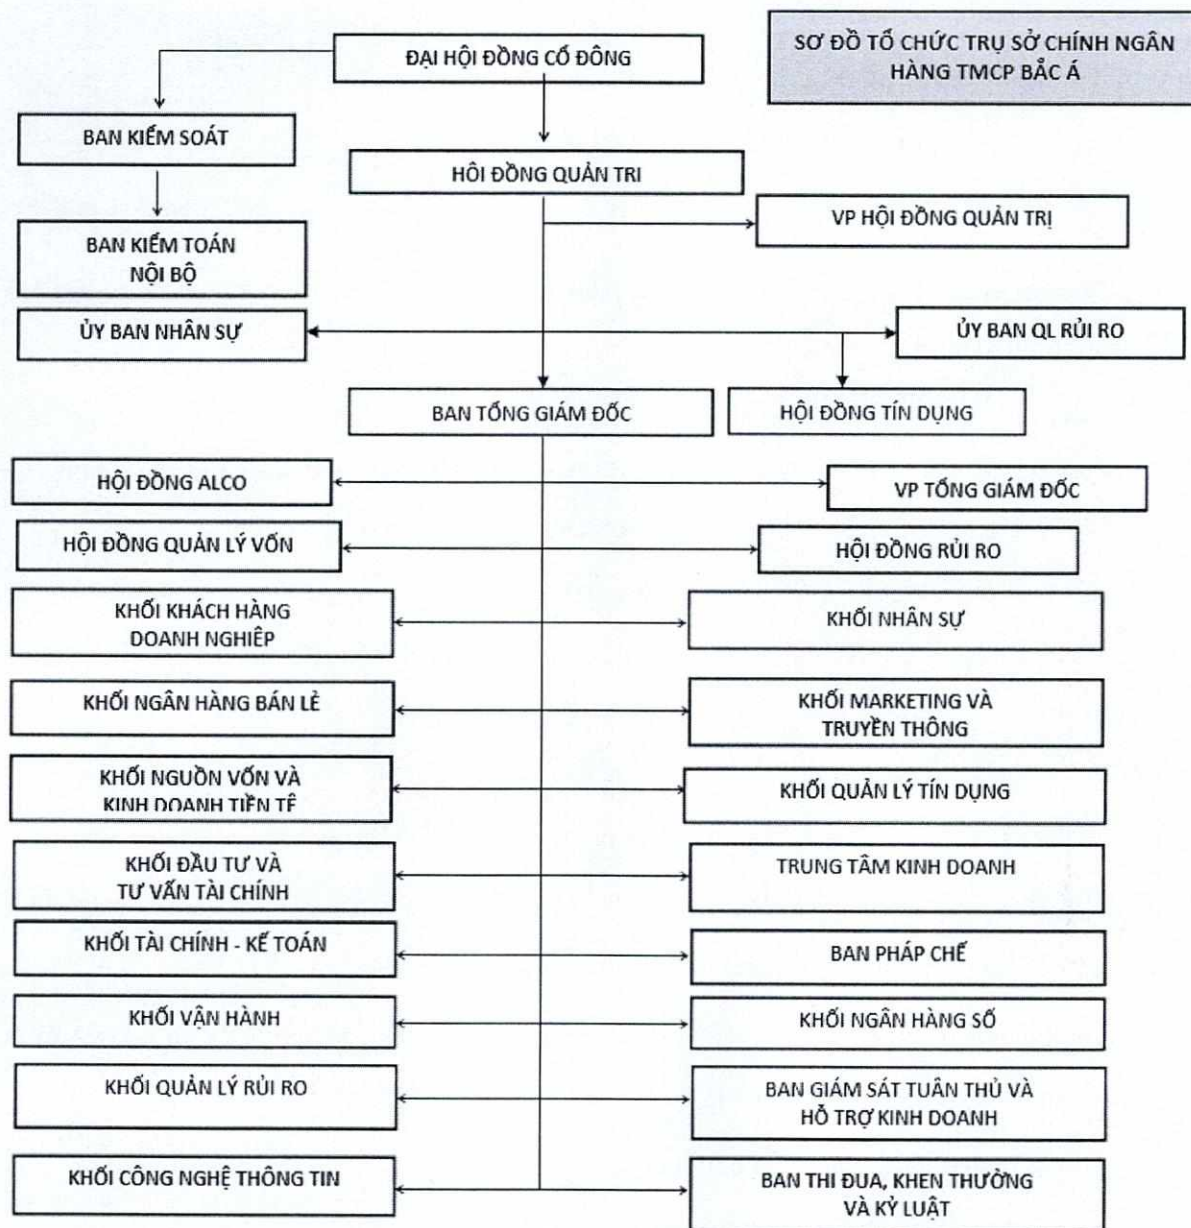 SƠ ĐỒ TỔ CHỨC TRỤ SỞ CHÍNH NGÂN
HÀNG TMCP BẮC Á
ĐẠI HỘI ĐỒNG CỔ ĐÔNG
BAN KIỂM SOÁT
HÔI ĐỒNG QUẢN TRI
VP HỘI ĐỒNG QUẢN TRỊ
BAN KIỂM TOÁN
NỘI BỘ
ỦY BAN NHÂN SỰ
ỦY BAN QL RỦI RO
BAN TỔNG GIÁM ĐỐC
HỘI ĐỒNG TÍN DỤNG
HỘI ĐỒNG ALCO
VP TỔNG GIÁM ĐỐC
HỘI ĐỒNG QUẢN LÝ VỐN
HỘI ĐỒNG RỦI RO
KHỐI KHÁCH HÀNG
DOANH NGHIÊP
KHỐI NHÂN SỰ
KHỐI NGÂN HÀNG BÁN LẺ
KHỐI MARKETING VÀ
TRUYỀN THÔNG
KHỐI NGUỒN VỐN VÀ
KINH DOANH TIỀN TÊ
KHỐI QUẢN LÝ TÍN DỤNG
KHỐI ĐẦU TƯ VÀ
TƯ VẤN TÀI CHÍNH
TRUNG TÂM KINH DOANH
KHỐI TÀI CHÍNH - KẾ TOÁN
BAN PHÁP CHẾ
KHỐI VẬN HÀNH
KHỐI NGÂN HÀNG SỐ
KHỐI QUẢN LÝ RỦI RO
BAN GIÁM SÁT TUÂN THỦ VÀ
HỖ TRỢ KINH DOANH
KHỐI CÔNG NGHỆ THÔNG TIN
BAN THI ĐUA, KHEN THƯỞNG
VÀ KỶ LUẬT